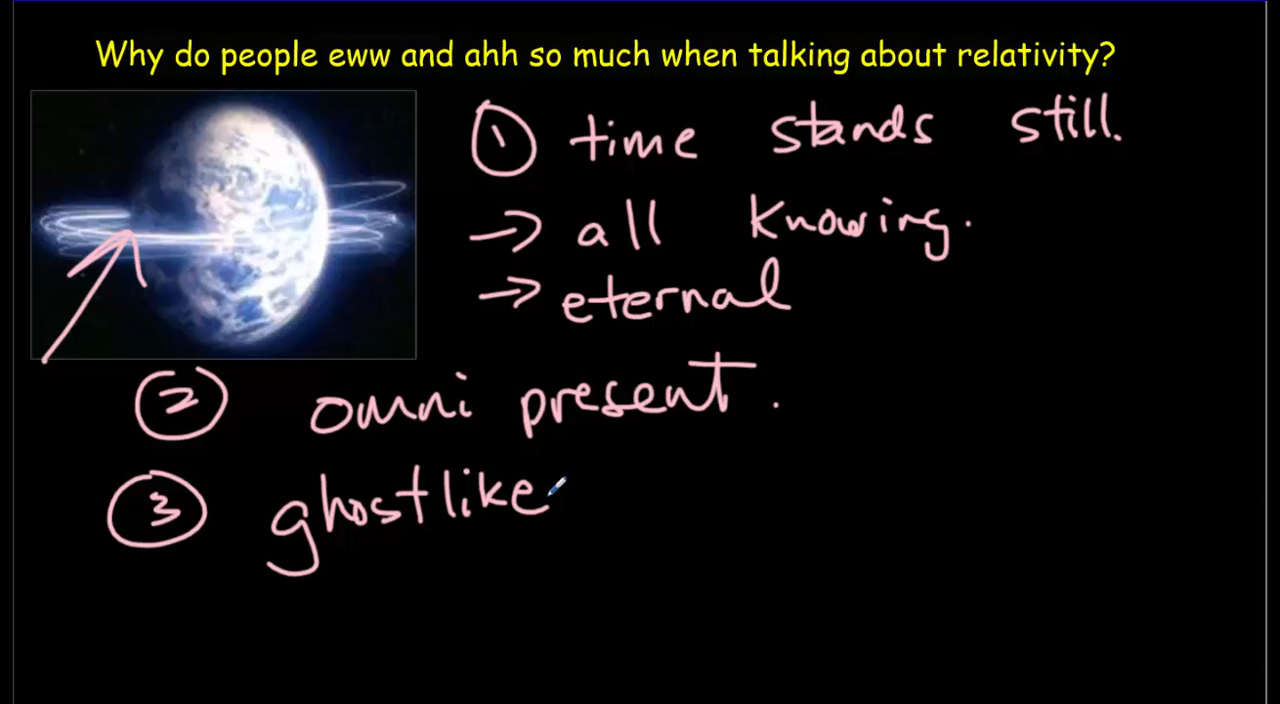 Why do people eww and ahh so much when talking about relativity?
① time stands still.
→ all knowing.
→ eternal
② omni present.
③ ghostlike